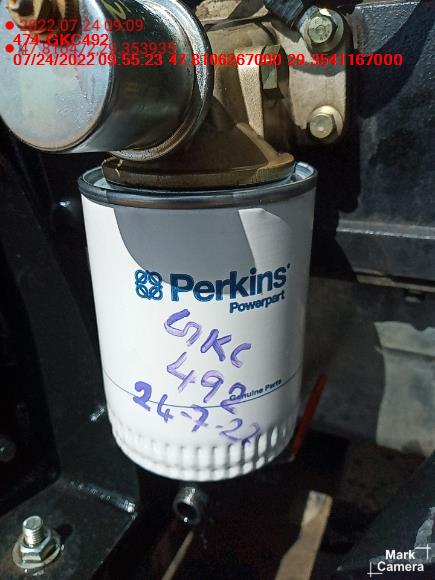 2022.07.24 09:09
474-GKC492
07/24/2022 09:55:23 47.8106267000 29.3541167000
Perkins
Powerpart
GKC
492
Genuine Parts
24-7-22
Mark
Camera